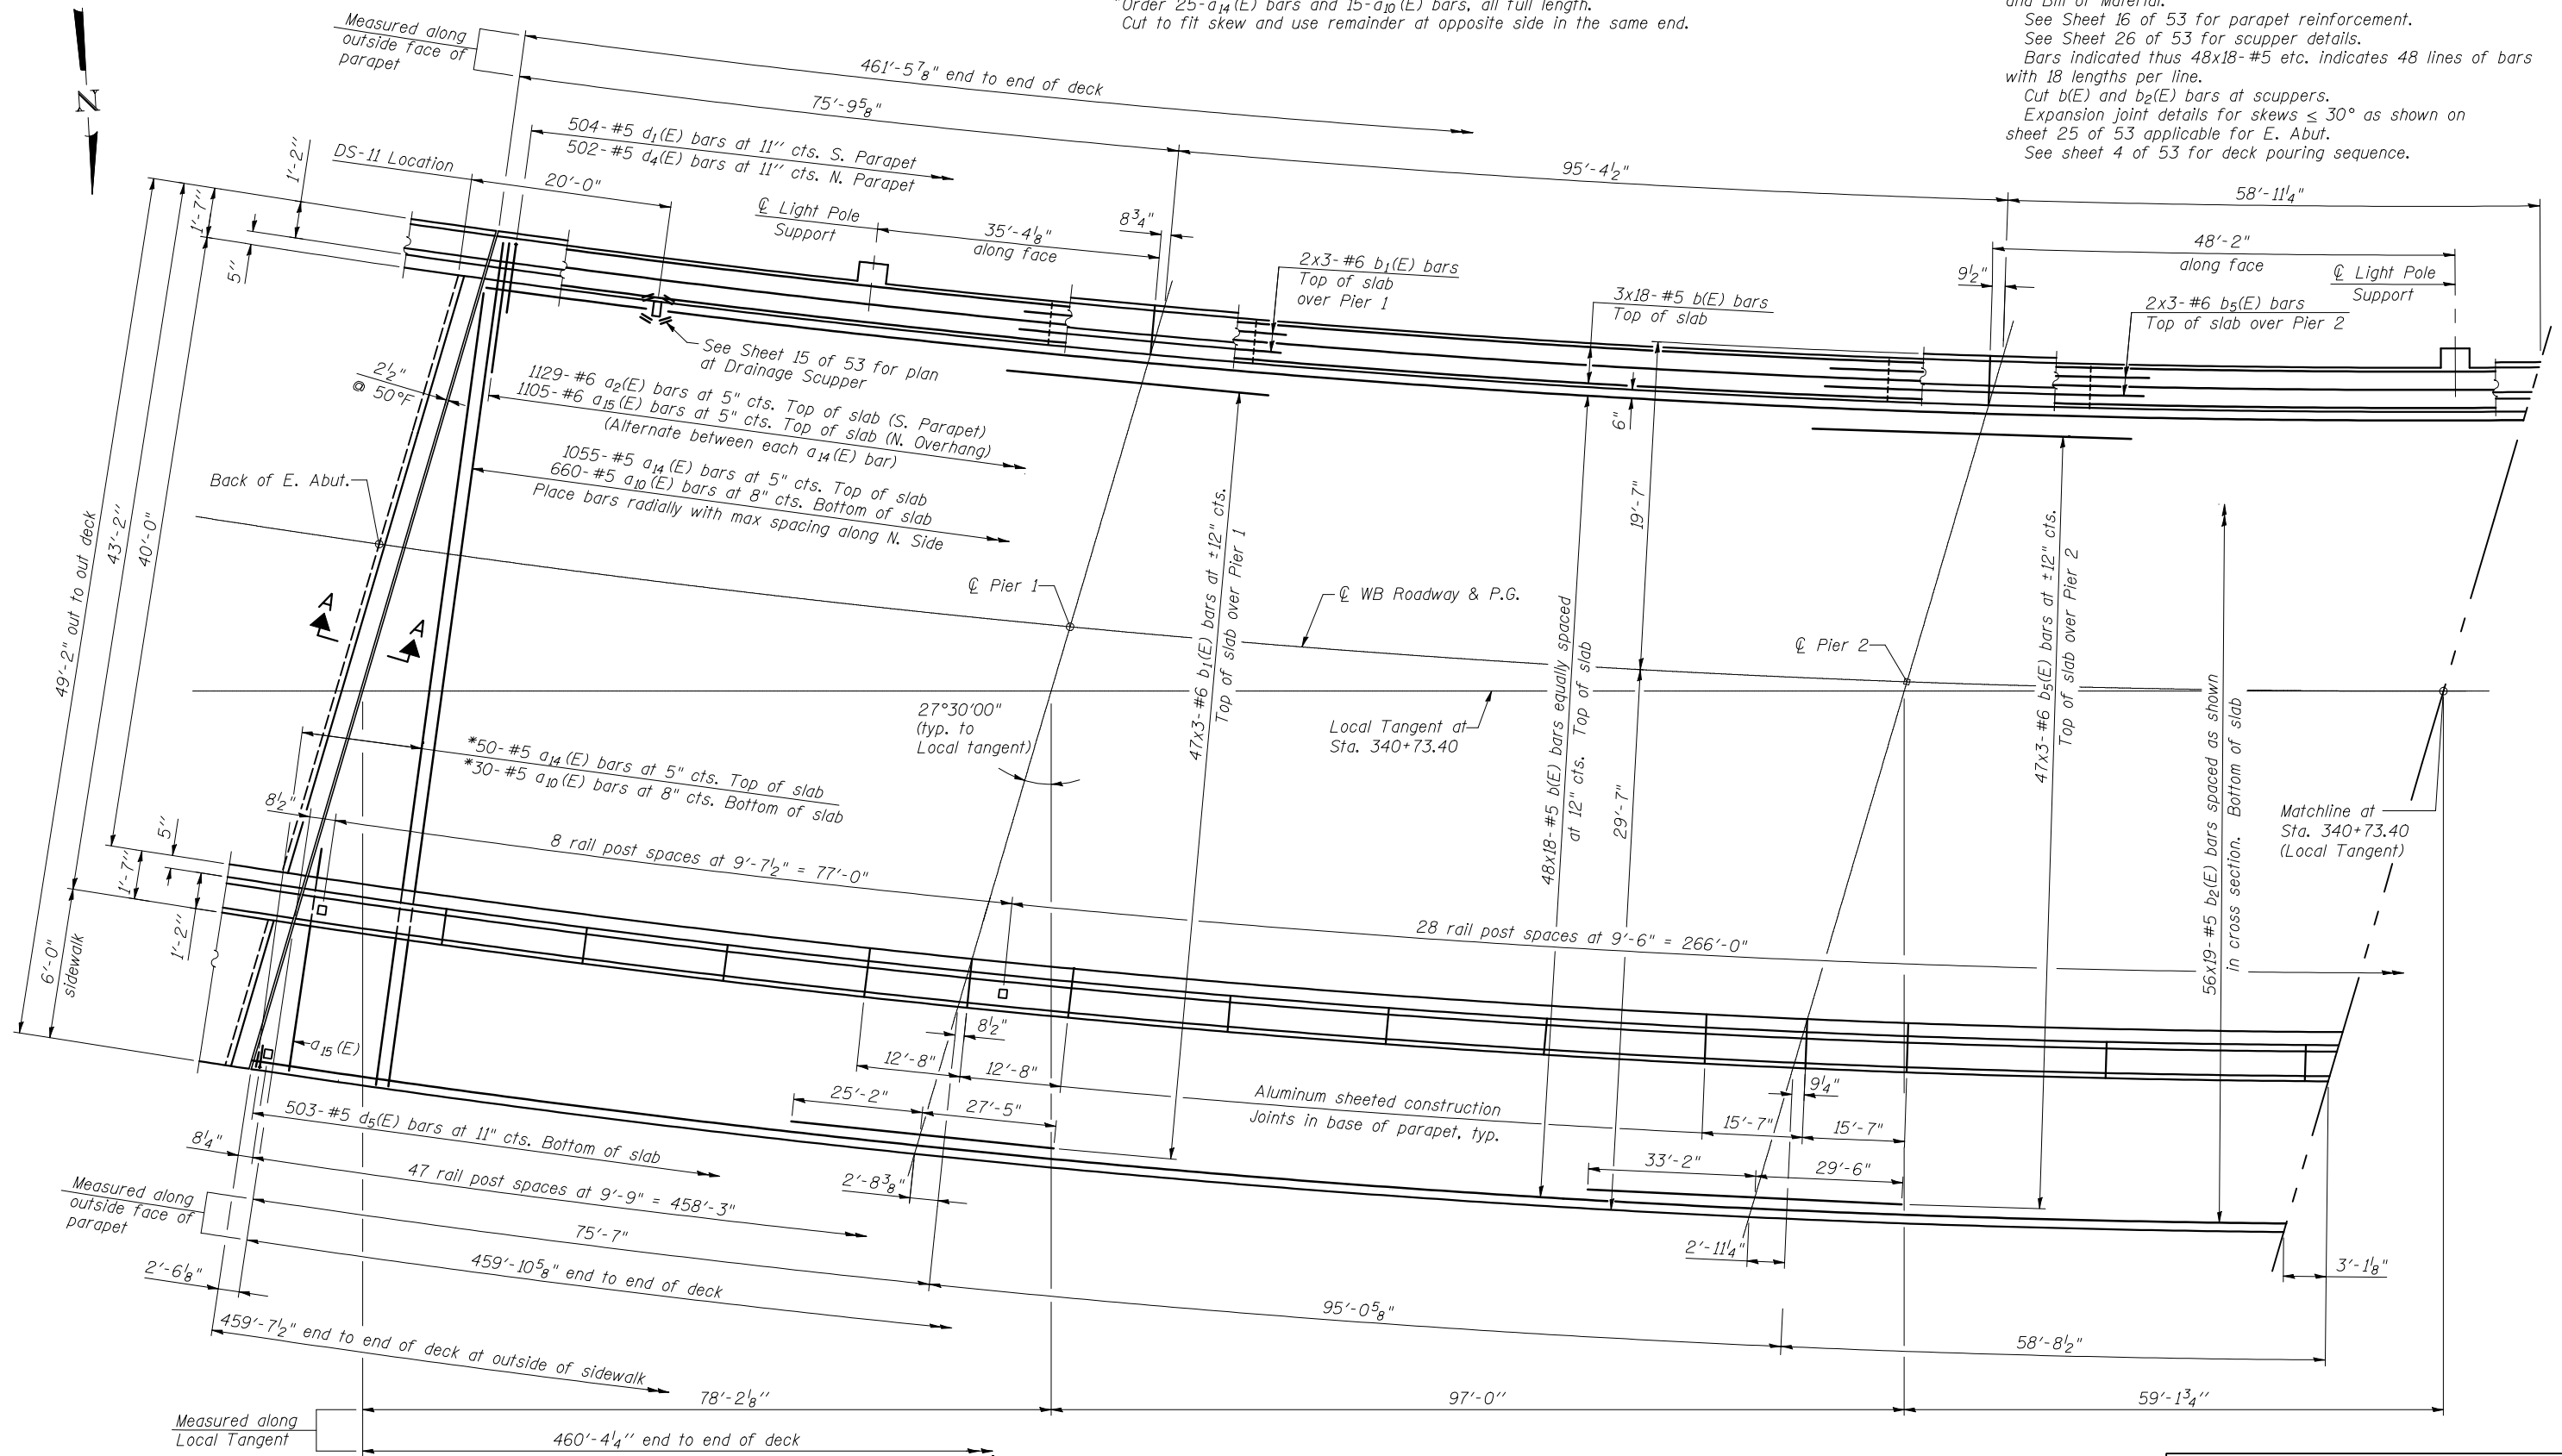 *Order 25-a14(E) bars and 15-a10(E) bars, all full length.
Cut to fit skew and use remainder at opposite side in the same end.
and Bill of Material.
See Sheet 16 of 53 for parapet reinforcement.
See Sheet 26 of 53 for scupper details.
Bars indicated thus 48x18-#5 etc. indicates 48 lines of bars
with 18 lengths per line.
Cut b(E) and b2(E) bars at scuppers.
Expansion joint details for skews ≤ 30° as shown on
sheet 25 of 53 applicable for E. Abut.
See sheet 4 of 53 for deck pouring sequence.
N
Measured along
outside face of
parapet
461'-5 7/8" end to end of deck
75'-9 5/8"
95'-4 1/2"
58'-11 1/4"
504-#5 d1(E) bars at 11" cts. S. Parapet
502-#5 d4(E) bars at 11" cts. N. Parapet
DS-11 Location
20'-0"
1'-2"
1'-7"
5"
℄ Light Pole
Support
35'-4 1/8"
along face
8 3/4"
2x3-#6 b1(E) bars
Top of slab
over Pier 1
3x18-#5 b(E) bars
Top of slab
9 1/2"
48'-2"
along face
℄ Light Pole
Support
2x3-#6 b5(E) bars
Top of slab over Pier 2
See Sheet 15 of 53 for plan
at Drainage Scupper
2 1/2"
@ 50°F
1129-#6 a2(E) bars at 5" cts. Top of slab (S. Parapet)
1105-#6 a15(E) bars at 5" cts. Top of slab (N. Overhang)
(Alternate between each a14(E) bar)
1055-#5 a14(E) bars at 5" cts. Top of slab
660-#5 a10(E) bars at 8" cts. Bottom of slab
Place bars radially with max spacing along N. Side
Back of E. Abut.
6"
19'-7"
29'-7"
49'-2" out to out deck
43'-2"
40'-0"
A
A
℄ Pier 1
℄ WB Roadway & P.G.
℄ Pier 2
47x3-#6 b1(E) bars at ±12" cts.
Top of slab over Pier 1
48x18-#5 b(E) bars equally spaced
at 12" cts. Top of slab
47x3-#6 b5(E) bars at ±12" cts.
Top of slab over Pier 2
56x19-#5 b2(E) bars spaced as shown
in cross section. Bottom of slab
27°30'00"
(typ. to
Local tangent)
Local Tangent at
Sta. 340+73.40
Matchline at
Sta. 340+73.40
(Local Tangent)
*50-#5 a14(E) bars at 5" cts. Top of slab
*30-#5 a10(E) bars at 8" cts. Bottom of slab
8 1/2"
8 rail post spaces at 9'-7 1/2" = 77'-0"
28 rail post spaces at 9'-6" = 266'-0"
5"
1'-7"
1'-2"
6'-0"
sidewalk
a15(E)
8 1/2"
12'-8"
12'-8"
25'-2"
27'-5"
Aluminum sheeted construction
Joints in base of parapet, typ.
9 1/4"
15'-7"
15'-7"
33'-2"
29'-6"
503-#5 d5(E) bars at 11" cts. Bottom of slab
8 1/4"
47 rail post spaces at 9'-9" = 458'-3"
2'-8 3/8"
2'-11 1/4"
3'-1 1/8"
Measured along
outside face of
parapet
75'-7"
95'-0 5/8"
58'-8 1/2"
459'-10 5/8" end to end of deck
2'-6 1/8"
459'-7 1/2" end to end of deck at outside of sidewalk
78'-2 1/8"
97'-0"
59'-1 3/4"
Measured along
Local Tangent
460'-4 1/4" end to end of deck